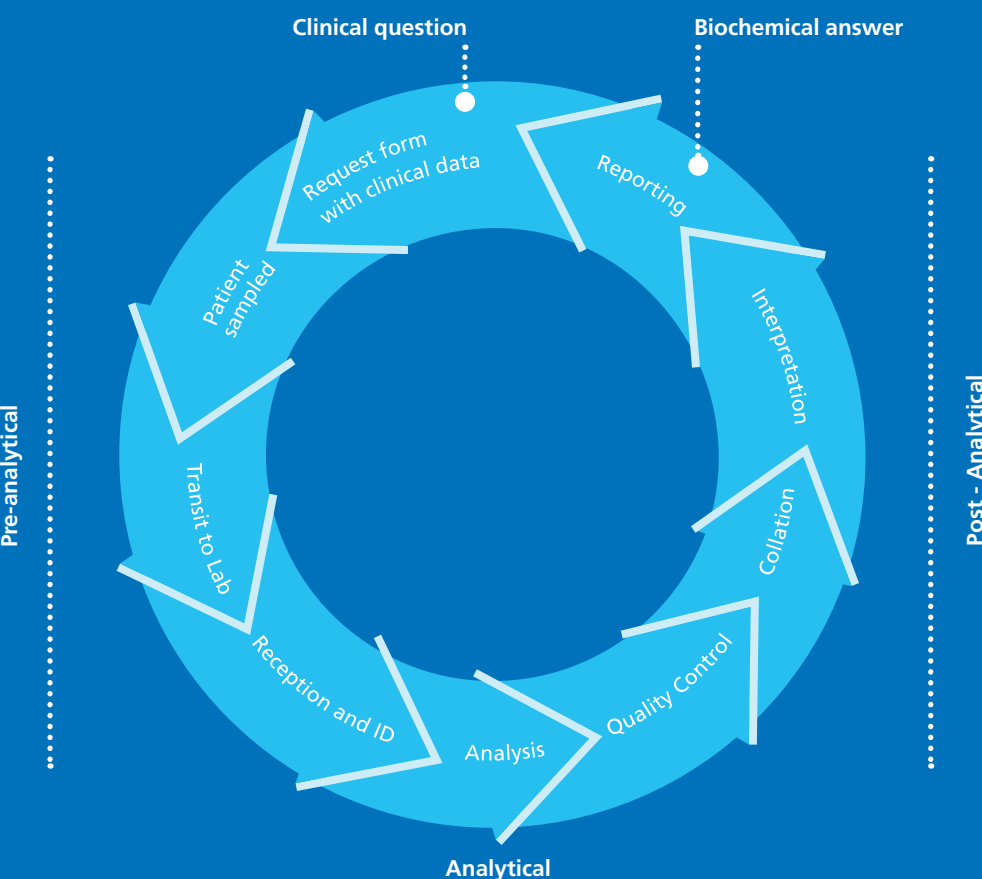 Clinical question
Biochemical answer
Request form
with clinical data
Reporting
Patient
sampled
Interpretation
Pre-analytical
Post - Analytical
Transit to Lab
Collation
Reception and ID
Quality Control
Analysis
Analytical